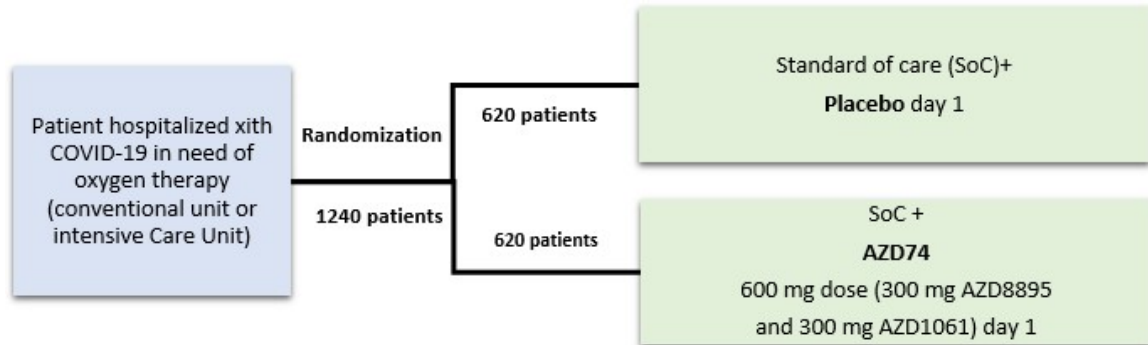 Patient hospitalized xith
COVID-19 in need of
oxygen therapy
(conventional unit or
intensive Care Unit)
Randomization
1240 patients
620 patients
Standard of care (SoC)+
Placebo day 1
620 patients
SoC +
AZD74
600 mg dose (300 mg AZD8895
and 300 mg AZD1061) day 1